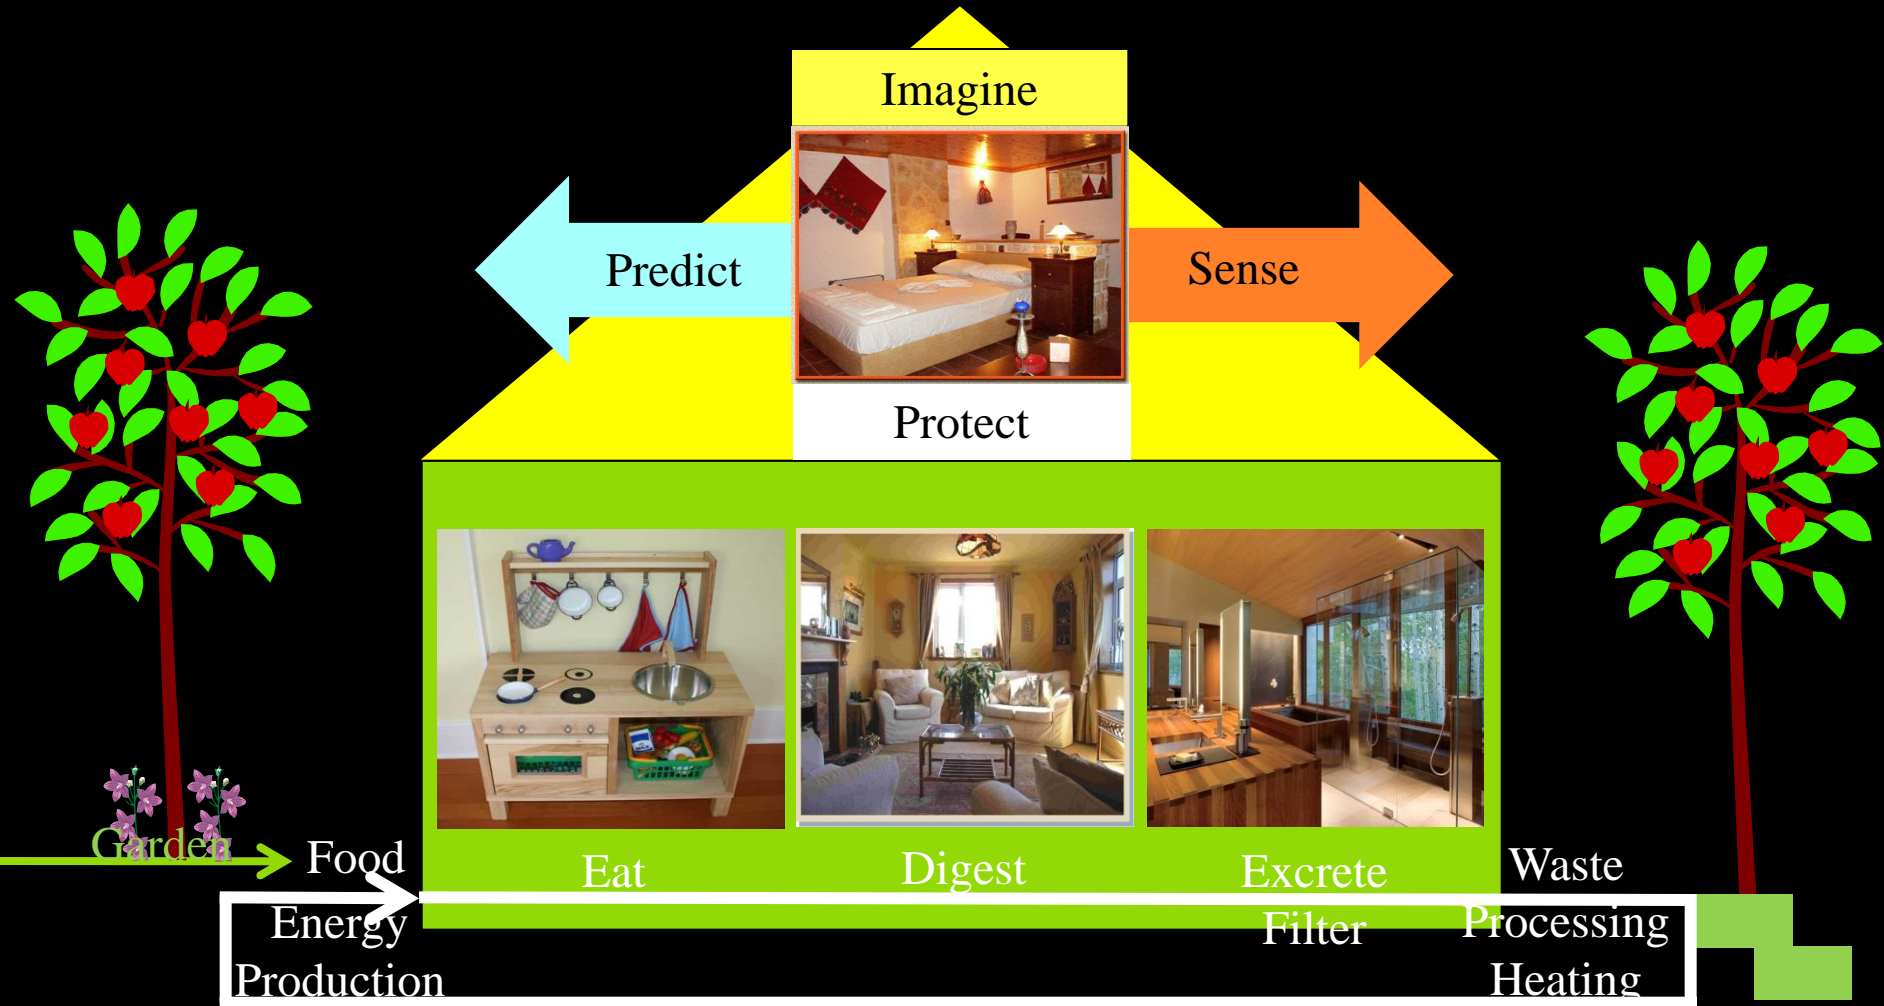 Imagine
Predict
Sense
Protect
Garden
Food
Eat
Digest
Excrete
Waste
Energy
Filter
Processing
Production
Heating